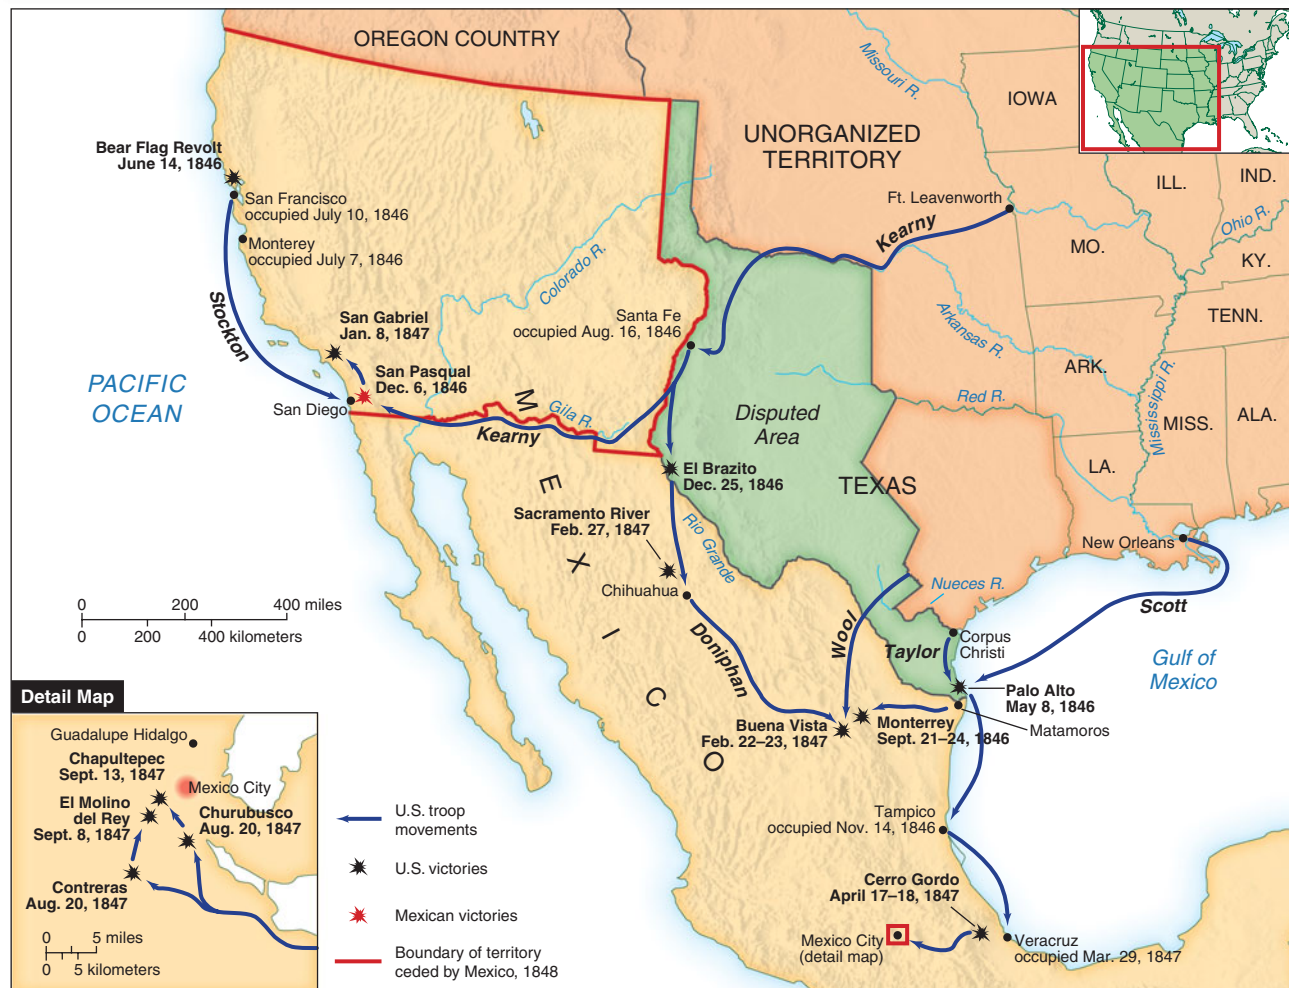 OREGON COUNTRY
Missouri R.
IOWA
UNORGANIZED
TERRITORY
Bear Flag Revolt
June 14, 1846
San Francisco
occupied July 10, 1846
Monterey
occupied July 7, 1846
Ft. Leavenworth
Kearny
ILL.
IND.
Ohio R.
MO.
KY.
TENN.
Colorado R.
Stockton
San Gabriel
Jan. 8, 1847
Santa Fe
occupied Aug. 16, 1846
Arkansas R.
ARK.
Mississippi R.
PACIFIC
OCEAN
San Pasqual
Dec. 6, 1846
San Diego
Gila R.
Kearny
Disputed
Area
Red R.
MISS.
ALA.
LA.
MEXICO
El Brazito
Dec. 25, 1846
TEXAS
Sacramento River
Feb. 27, 1847
Rio Grande
New Orleans
Chihuahua
Nueces R.
Scott
0 200 400 miles
0 200 400 kilometers
Doniphan
Wool
Taylor
Corpus
Christi
Gulf of
Mexico
Palo Alto
May 8, 1846
Buena Vista
Feb. 22–23, 1847
Monterrey
Sept. 21–24, 1846
Matamoros
Tampico
occupied Nov. 14, 1846
Cerro Gordo
April 17–18, 1847
Mexico City
(detail map)
Veracruz
occupied Mar. 29, 1847
Detail Map
Guadalupe Hidalgo
Chapultepec
Sept. 13, 1847
Mexico City
El Molino
del Rey
Sept. 8, 1847
Churubusco
Aug. 20, 1847
Contreras
Aug. 20, 1847
0 5 miles
0 5 kilometers
U.S. troop
movements
U.S. victories
Mexican victories
Boundary of territory
ceded by Mexico, 1848